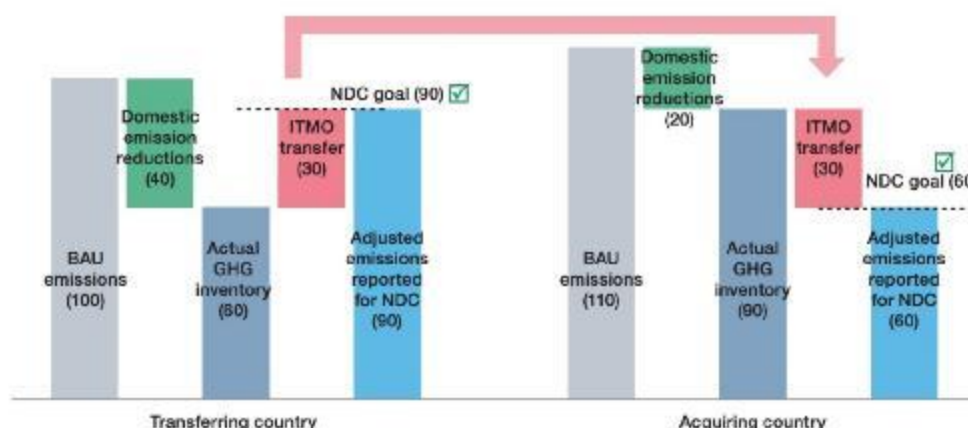 NDC goal (90)
Domestic
emission
reductions
(40)
ITMO
transfer
(30)
BAU
emissions
(100)
Actual
GHG
inventory
(60)
Adjusted
emissions
reported
for NDC
(90)
Transferring country
Domestic
emission
reductions
(20)
ITMO
transfer
(30)
NDC goal (60
BAU
emissions
(110)
Actual
GHG
inventory
(90)
Adjusted
emissions
reported
for NDC
(60)
Acquiring country